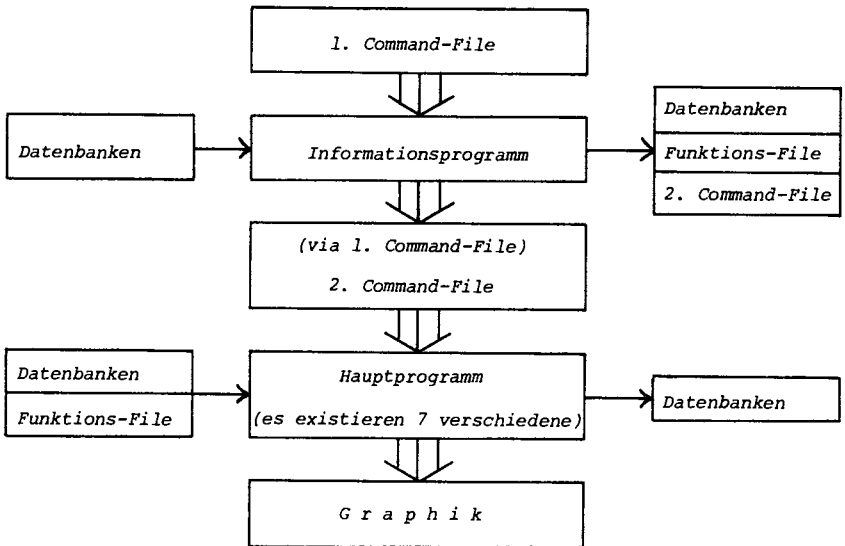 1. Command-File
Datenbanken
Informationsprogramm
Datenbanken
Funktions-File
2. Command-File
(via 1. Command-File)
2. Command-File
Datenbanken
Funktions-File
Hauptprogramm
(es existieren 7 verschiedene)
Datenbanken
G r a p h i k